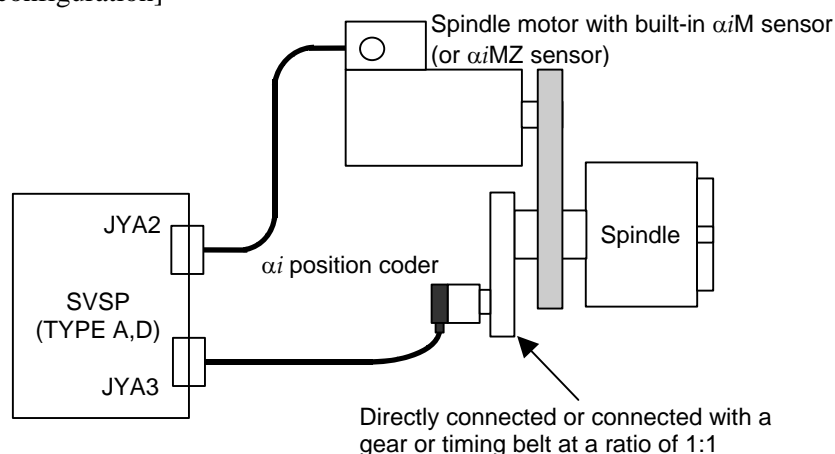 configuration]
Spindle motor with built-in αiM sensor
(or αiMZ sensor)
JYA2
αi position coder
Spindle
SVSP
(TYPE A,D)
JYA3
Directly connected or connected with a
gear or timing belt at a ratio of 1:1